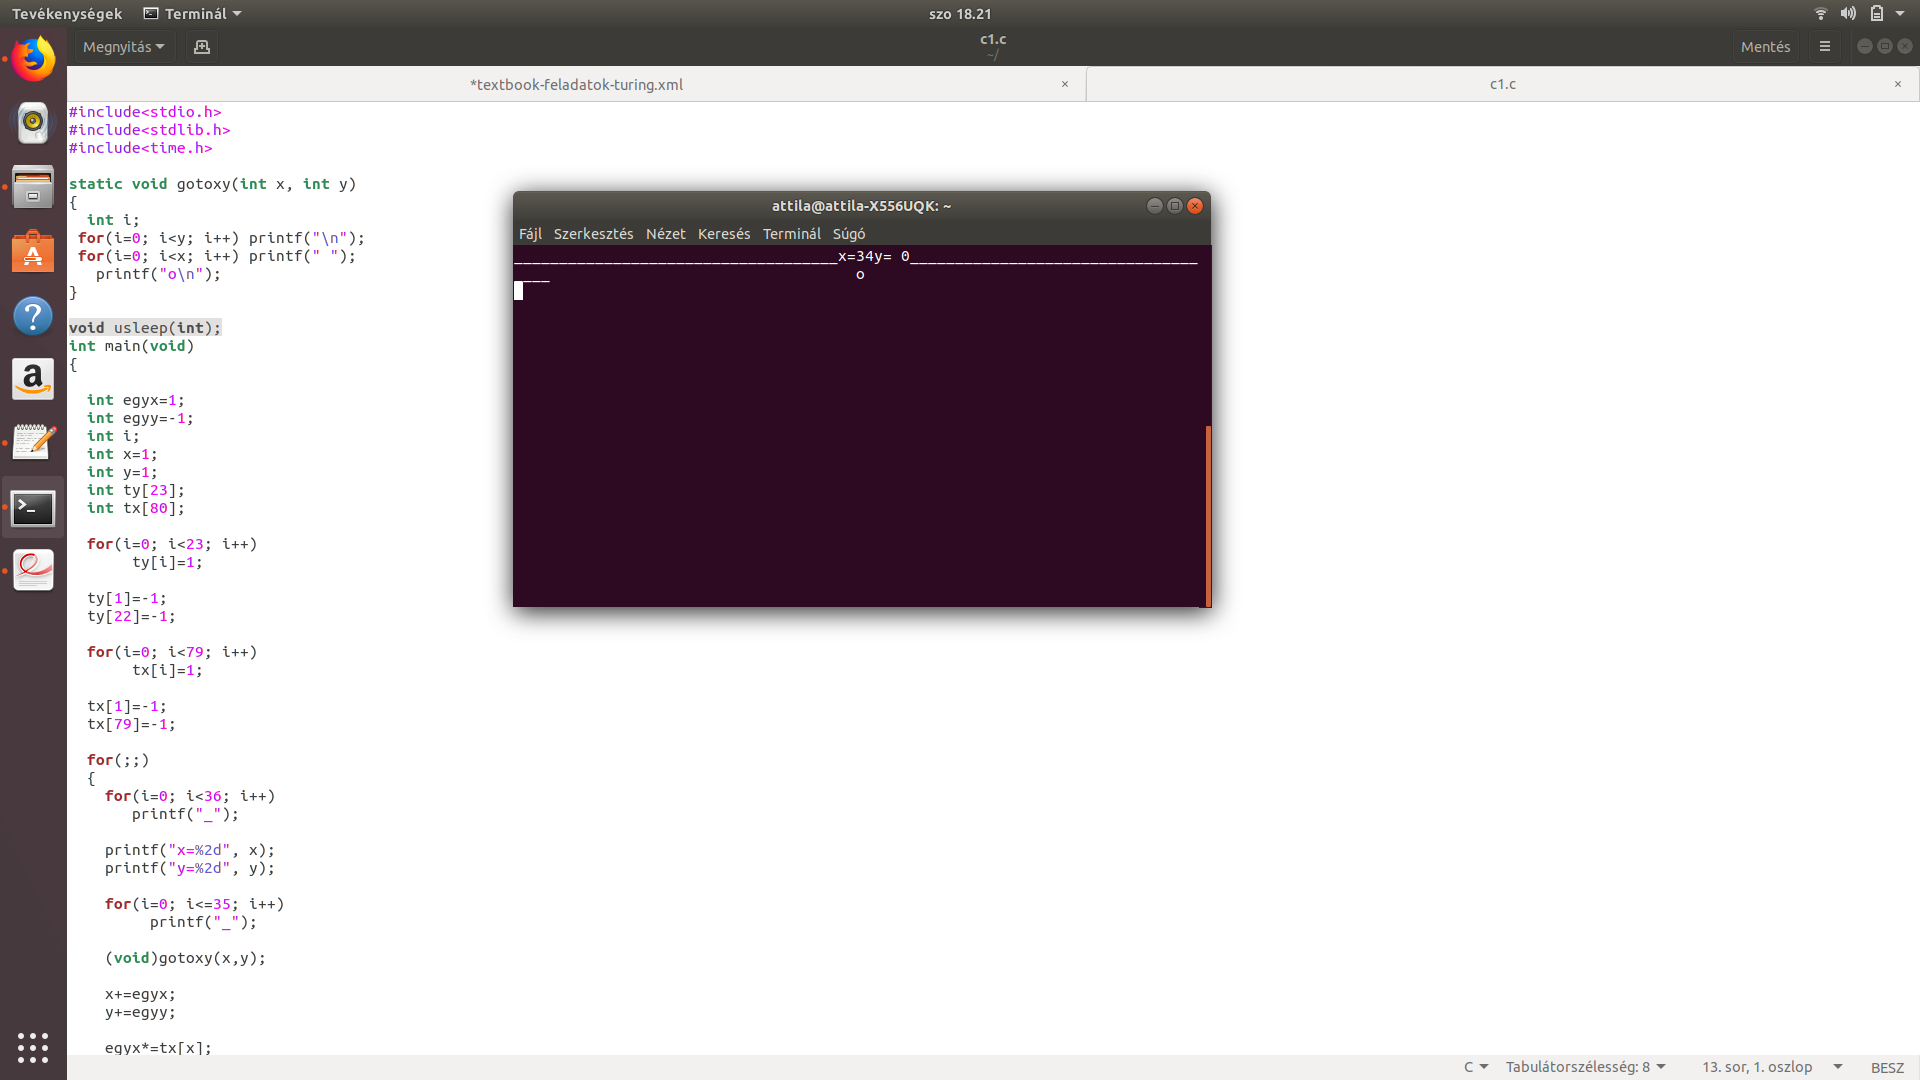 Tevékenységek Terminál szo 18.21
Megnyitás c1.c Mentés
~/
*textbook-feladatok-turing.xml × c1.c ×
#include<stdio.h>
#include<stdlib.h>
#include<time.h>
static void gotoxy(int x, int y)
{
int i;
for(i=0; i<y; i++) printf("\n");
for(i=0; i<x; i++) printf(" ");
printf("o\n");
}
void usleep(int);
int main(void)
{
int egyx=1;
int egyy=-1;
int i;
int x=1;
int y=1;
int ty[23];
int tx[80];
for(i=0; i<23; i++)
ty[i]=1;
ty[1]=-1;
ty[22]=-1;
for(i=0; i<79; i++)
tx[i]=1;
tx[1]=-1;
tx[79]=-1;
for(;;)
{
for(i=0; i<36; i++)
printf("_");
printf("x=%2d", x);
printf("y=%2d", y);
for(i=0; i<=35; i++)
printf("_");
(void)gotoxy(x,y);
x+=egyx;
y+=egyy;
egyx*=tx[x];
attila@attila-X556UQK: ~
Fájl Szerkesztés Nézet Keresés Terminál Súgó
____________________________________x=34y= 0________________________________
____                                  o
C Tabulátorszélesség: 8 13. sor, 1. oszlop BESZ